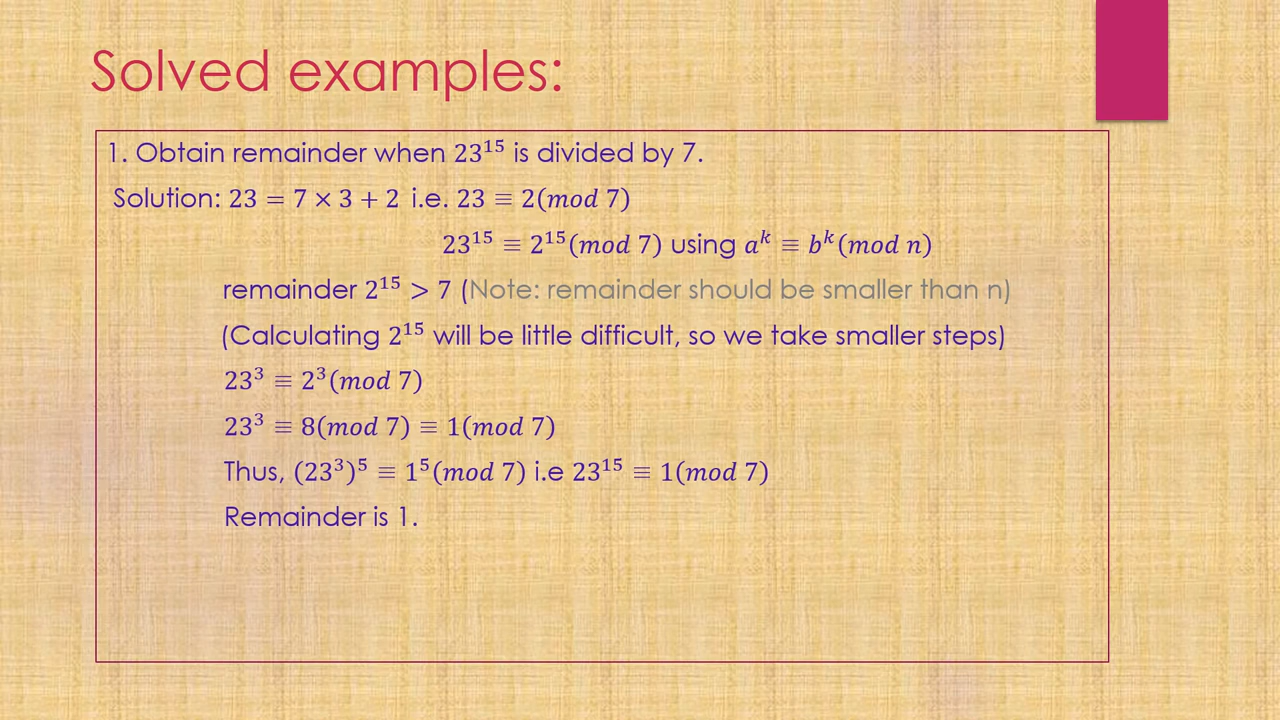 Solved examples:
1. Obtain remainder when 23¹⁵ is divided by 7.
Solution: 23 = 7 × 3 + 2 i.e. 23 ≡ 2(mod 7)
23¹⁵ ≡ 2¹⁵(mod 7) using aᵏ ≡ bᵏ(mod n)
remainder 2¹⁵ > 7 (Note: remainder should be smaller than n)
(Calculating 2¹⁵ will be little difficult, so we take smaller steps)
23³ ≡ 2³(mod 7)
23³ ≡ 8(mod 7) ≡ 1(mod 7)
Thus, (23³)⁵ ≡ 1⁵(mod 7) i.e 23¹⁵ ≡ 1(mod 7)
Remainder is 1.